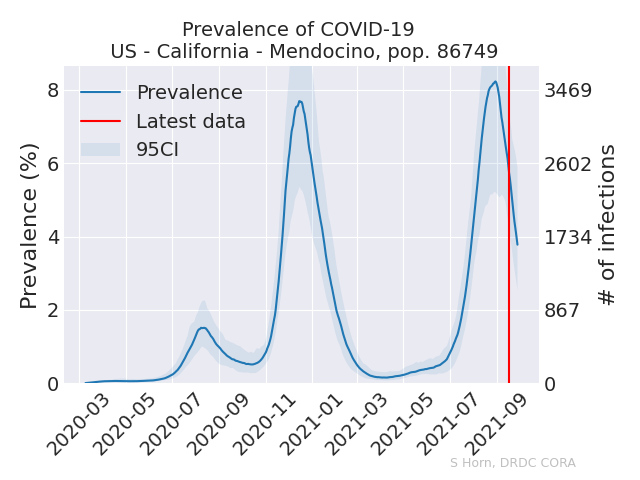 Prevalence of COVID-19
US - California - Mendocino, pop. 86749
Prevalence
Latest data
95CI
Prevalence (%)
8
6
4
2
0
3469
2602
1734
867
0
# of infections
2020-03
2020-05
2020-07
2020-09
2020-11
2021-01
2021-03
2021-05
2021-07
2021-09
S Horn, DRDC CORA